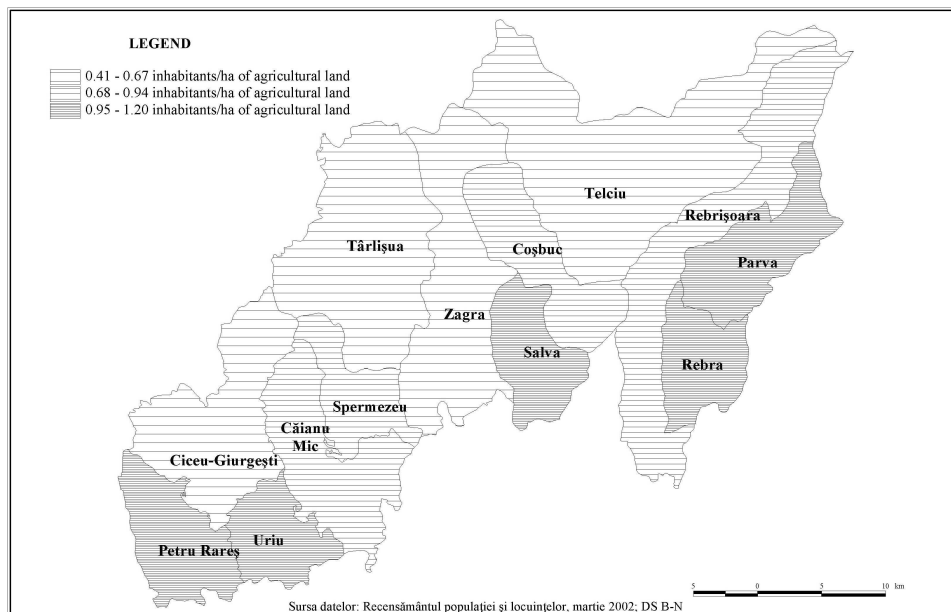 LEGEND
0.41 - 0.67 inhabitants/ha of agricultural land
0.68 - 0.94 inhabitants/ha of agricultural land
0.95 - 1.20 inhabitants/ha of agricultural land
Telciu
Rebrişoara
Târlişua
Coşbuc
Parva
Zagra
Salva
Rebra
Spermezeu
Căianu
Mic
Ciceu-Giurgeşti
Uriu
Petru Rareş
5 0 5 10 km
Sursa datelor: Recensământul populaţiei şi locuinţelor, martie 2002; DS B-N